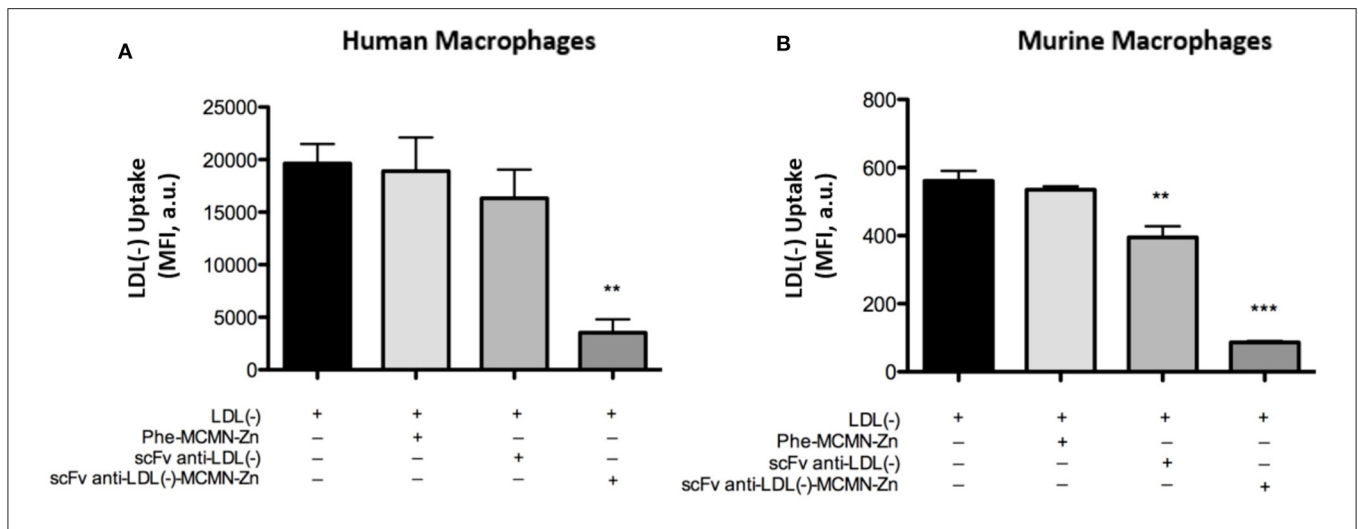 A
Human Macrophages
LDL(-) Uptake
(MFI, a.u.)
25000
20000
15000
10000
5000
0
**
LDL(-) + + + +
Phe-MCMN-Zn – + – –
scFv anti-LDL(-) – – + –
scFv anti-LDL(-)-MCMN-Zn – – – +
B
Murine Macrophages
LDL(-) Uptake
(MFI, a.u.)
800
600
400
200
0
**
***
LDL(-) + + + +
Phe-MCMN-Zn – + – –
scFv anti-LDL(-) – – + –
scFv anti-LDL(-)-MCMN-Zn – – – +